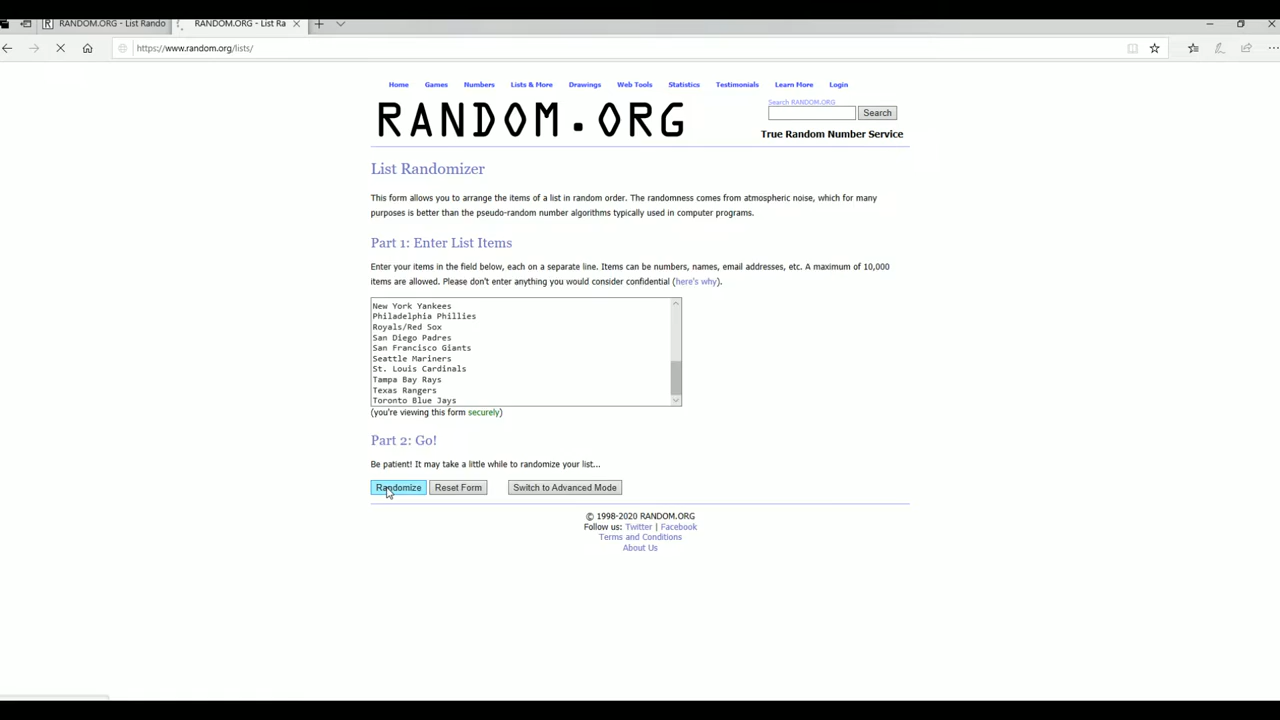 RANDOM.ORG - List Rando
RANDOM.ORG - List Ra
https://www.random.org/lists/
Home Games Numbers Lists & More Drawings Web Tools Statistics Testimonials Learn More Login
RANDOM.ORG
Search RANDOM.ORG
Search
True Random Number Service
List Randomizer
This form allows you to arrange the items of a list in random order. The randomness comes from atmospheric noise, which for many
purposes is better than the pseudo-random number algorithms typically used in computer programs.
Part 1: Enter List Items
Enter your items in the field below, each on a separate line. Items can be numbers, names, email addresses, etc. A maximum of 10,000
items are allowed. Please don't enter anything you would consider confidential (here's why).
New York Yankees
Philadelphia Phillies
Royals/Red Sox
San Diego Padres
San Francisco Giants
Seattle Mariners
St. Louis Cardinals
Tampa Bay Rays
Texas Rangers
Toronto Blue Jays
(you're viewing this form securely)
Part 2: Go!
Be patient! It may take a little while to randomize your list...
Randomize Reset Form Switch to Advanced Mode
© 1998-2020 RANDOM.ORG
Follow us: Twitter | Facebook
Terms and Conditions
About Us